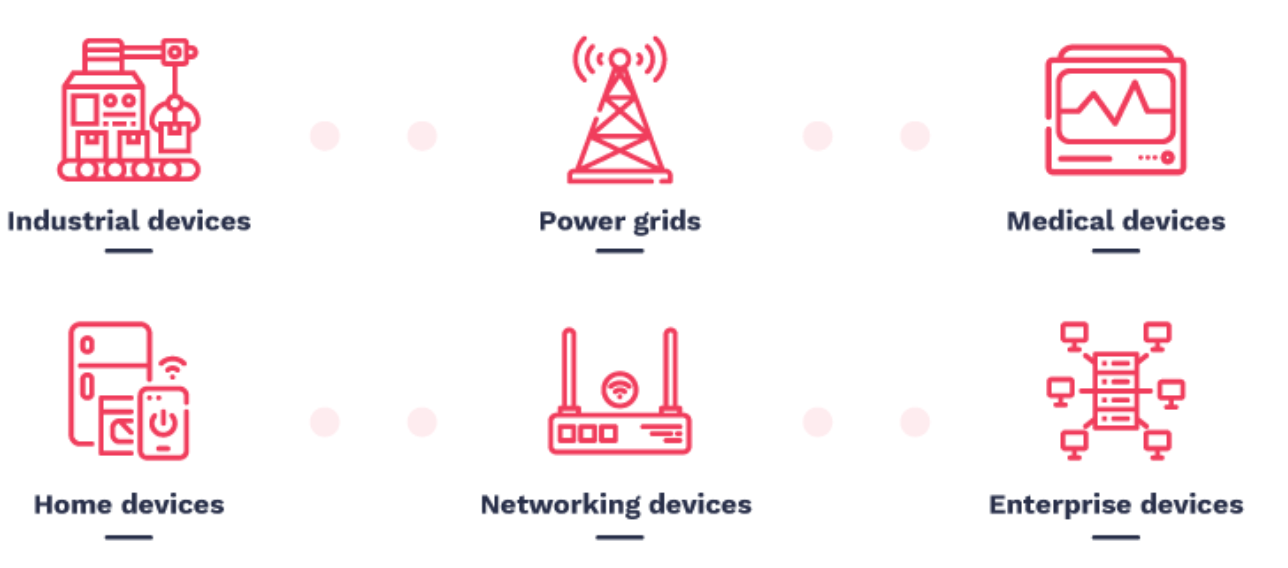 Industrial devices
Power grids
Medical devices
Home devices
Networking devices
Enterprise devices